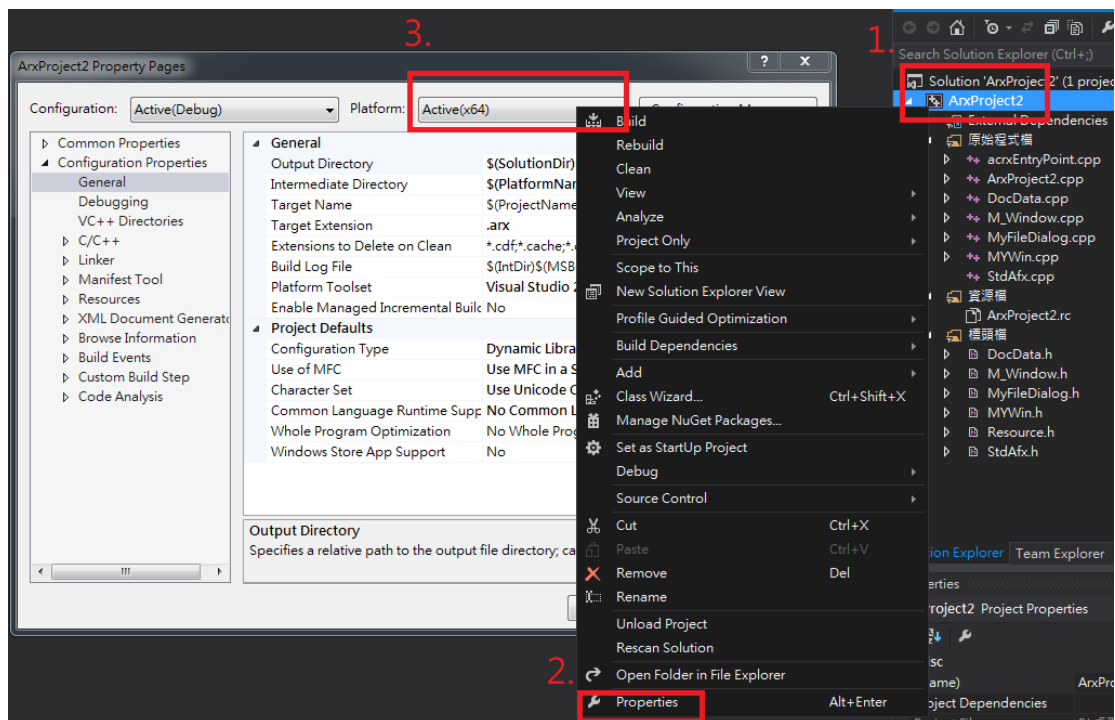 3.
1.
Search Solution Explorer (Ctrl+;)
ArxProject2 Property Pages
Solution 'ArxProject2' (1 projec
ArxProject2
Configuration: Active(Debug) Platform: Active(x64)
External Dependencies
Common Properties
Configuration Properties
General
Debugging
VC++ Directories
C/C++
Linker
Manifest Tool
Resources
XML Document Generato
Browse Information
Build Events
Custom Build Step
Code Analysis
General
Output Directory $(SolutionDir)
Intermediate Directory $(PlatformNar
Target Name $(ProjectName
Target Extension .arx
Extensions to Delete on Clean *.cdf;*.cache;*.
Build Log File $(IntDir)$(MSB
Platform Toolset Visual Studio 2
Enable Managed Incremental Builc No
Project Defaults
Configuration Type Dynamic Libra
Use of MFC Use MFC in a S
Character Set Use Unicode C
Common Language Runtime Supp No Common L
Whole Program Optimization No Whole Prog
Windows Store App Support No
Output Directory
Specifies a relative path to the output file directory; ca
Build
Rebuild
Clean
View
Analyze
Project Only
Scope to This
New Solution Explorer View
Profile Guided Optimization
Build Dependencies
Add
Class Wizard... Ctrl+Shift+X
Manage NuGet Packages...
Set as StartUp Project
Debug
Source Control
Cut Ctrl+X
Paste Ctrl+V
Remove Del
Rename
Unload Project
Rescan Solution
Open Folder in File Explorer
2.
Properties Alt+Enter
原始程式檔
acrxEntryPoint.cpp
ArxProject2.cpp
DocData.cpp
M_Window.cpp
MyFileDialog.cpp
MYWin.cpp
StdAfx.cpp
資源檔
ArxProject2.rc
標頭檔
DocData.h
M_Window.h
MyFileDialog.h
MYWin.h
Resource.h
StdAfx.h
ion Explorer Team Explorer
erties
roject2 Project Properties
isc
ame) ArxPro
oject Dependencies